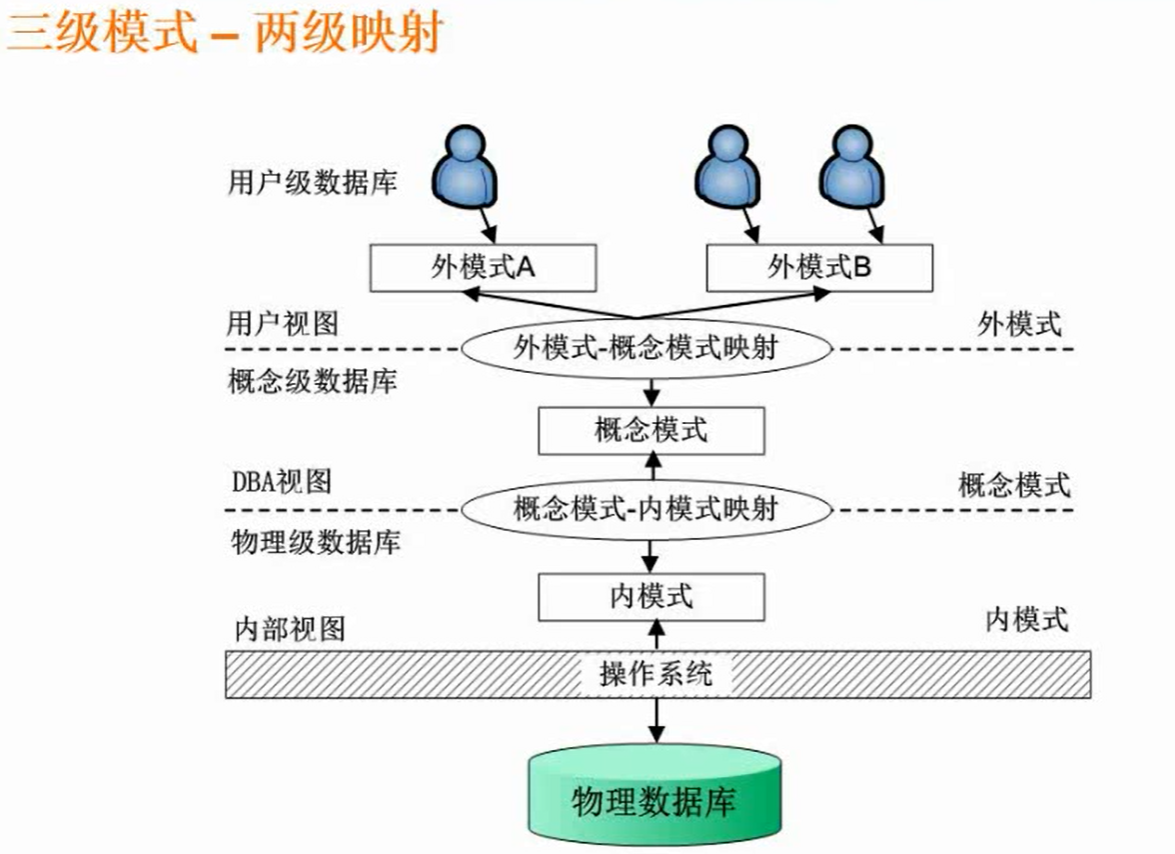 三级模式 – 两级映射
用户级数据库
外模式A
外模式B
用户视图
外模式
外模式-概念模式映射
概念级数据库
概念模式
DBA视图
概念模式
概念模式-内模式映射
物理级数据库
内模式
内部视图
内模式
操作系统
物理数据库